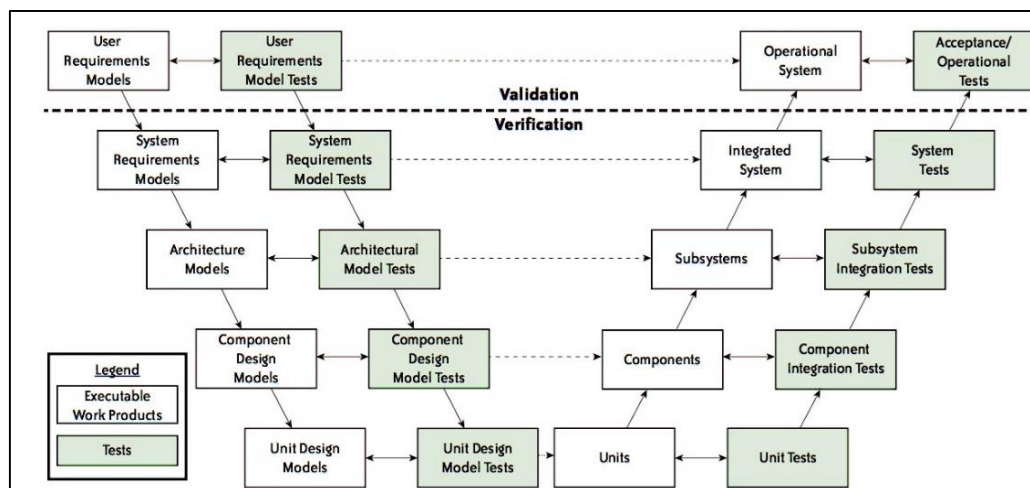 User
Requirements
Models
User
Requirements
Model Tests
Operational
System
Acceptance/
Operational
Tests
Validation
Verification
System
Requirements
Models
System
Requirements
Model Tests
Integrated
System
System
Tests
Architecture
Models
Architectural
Model Tests
Subsystems
Subsystem
Integration Tests
Component
Design
Models
Component
Design
Model Tests
Components
Component
Integration Tests
Legend
Executable
Work Products
Tests
Unit Design
Models
Unit Design
Model Tests
Units
Unit Tests